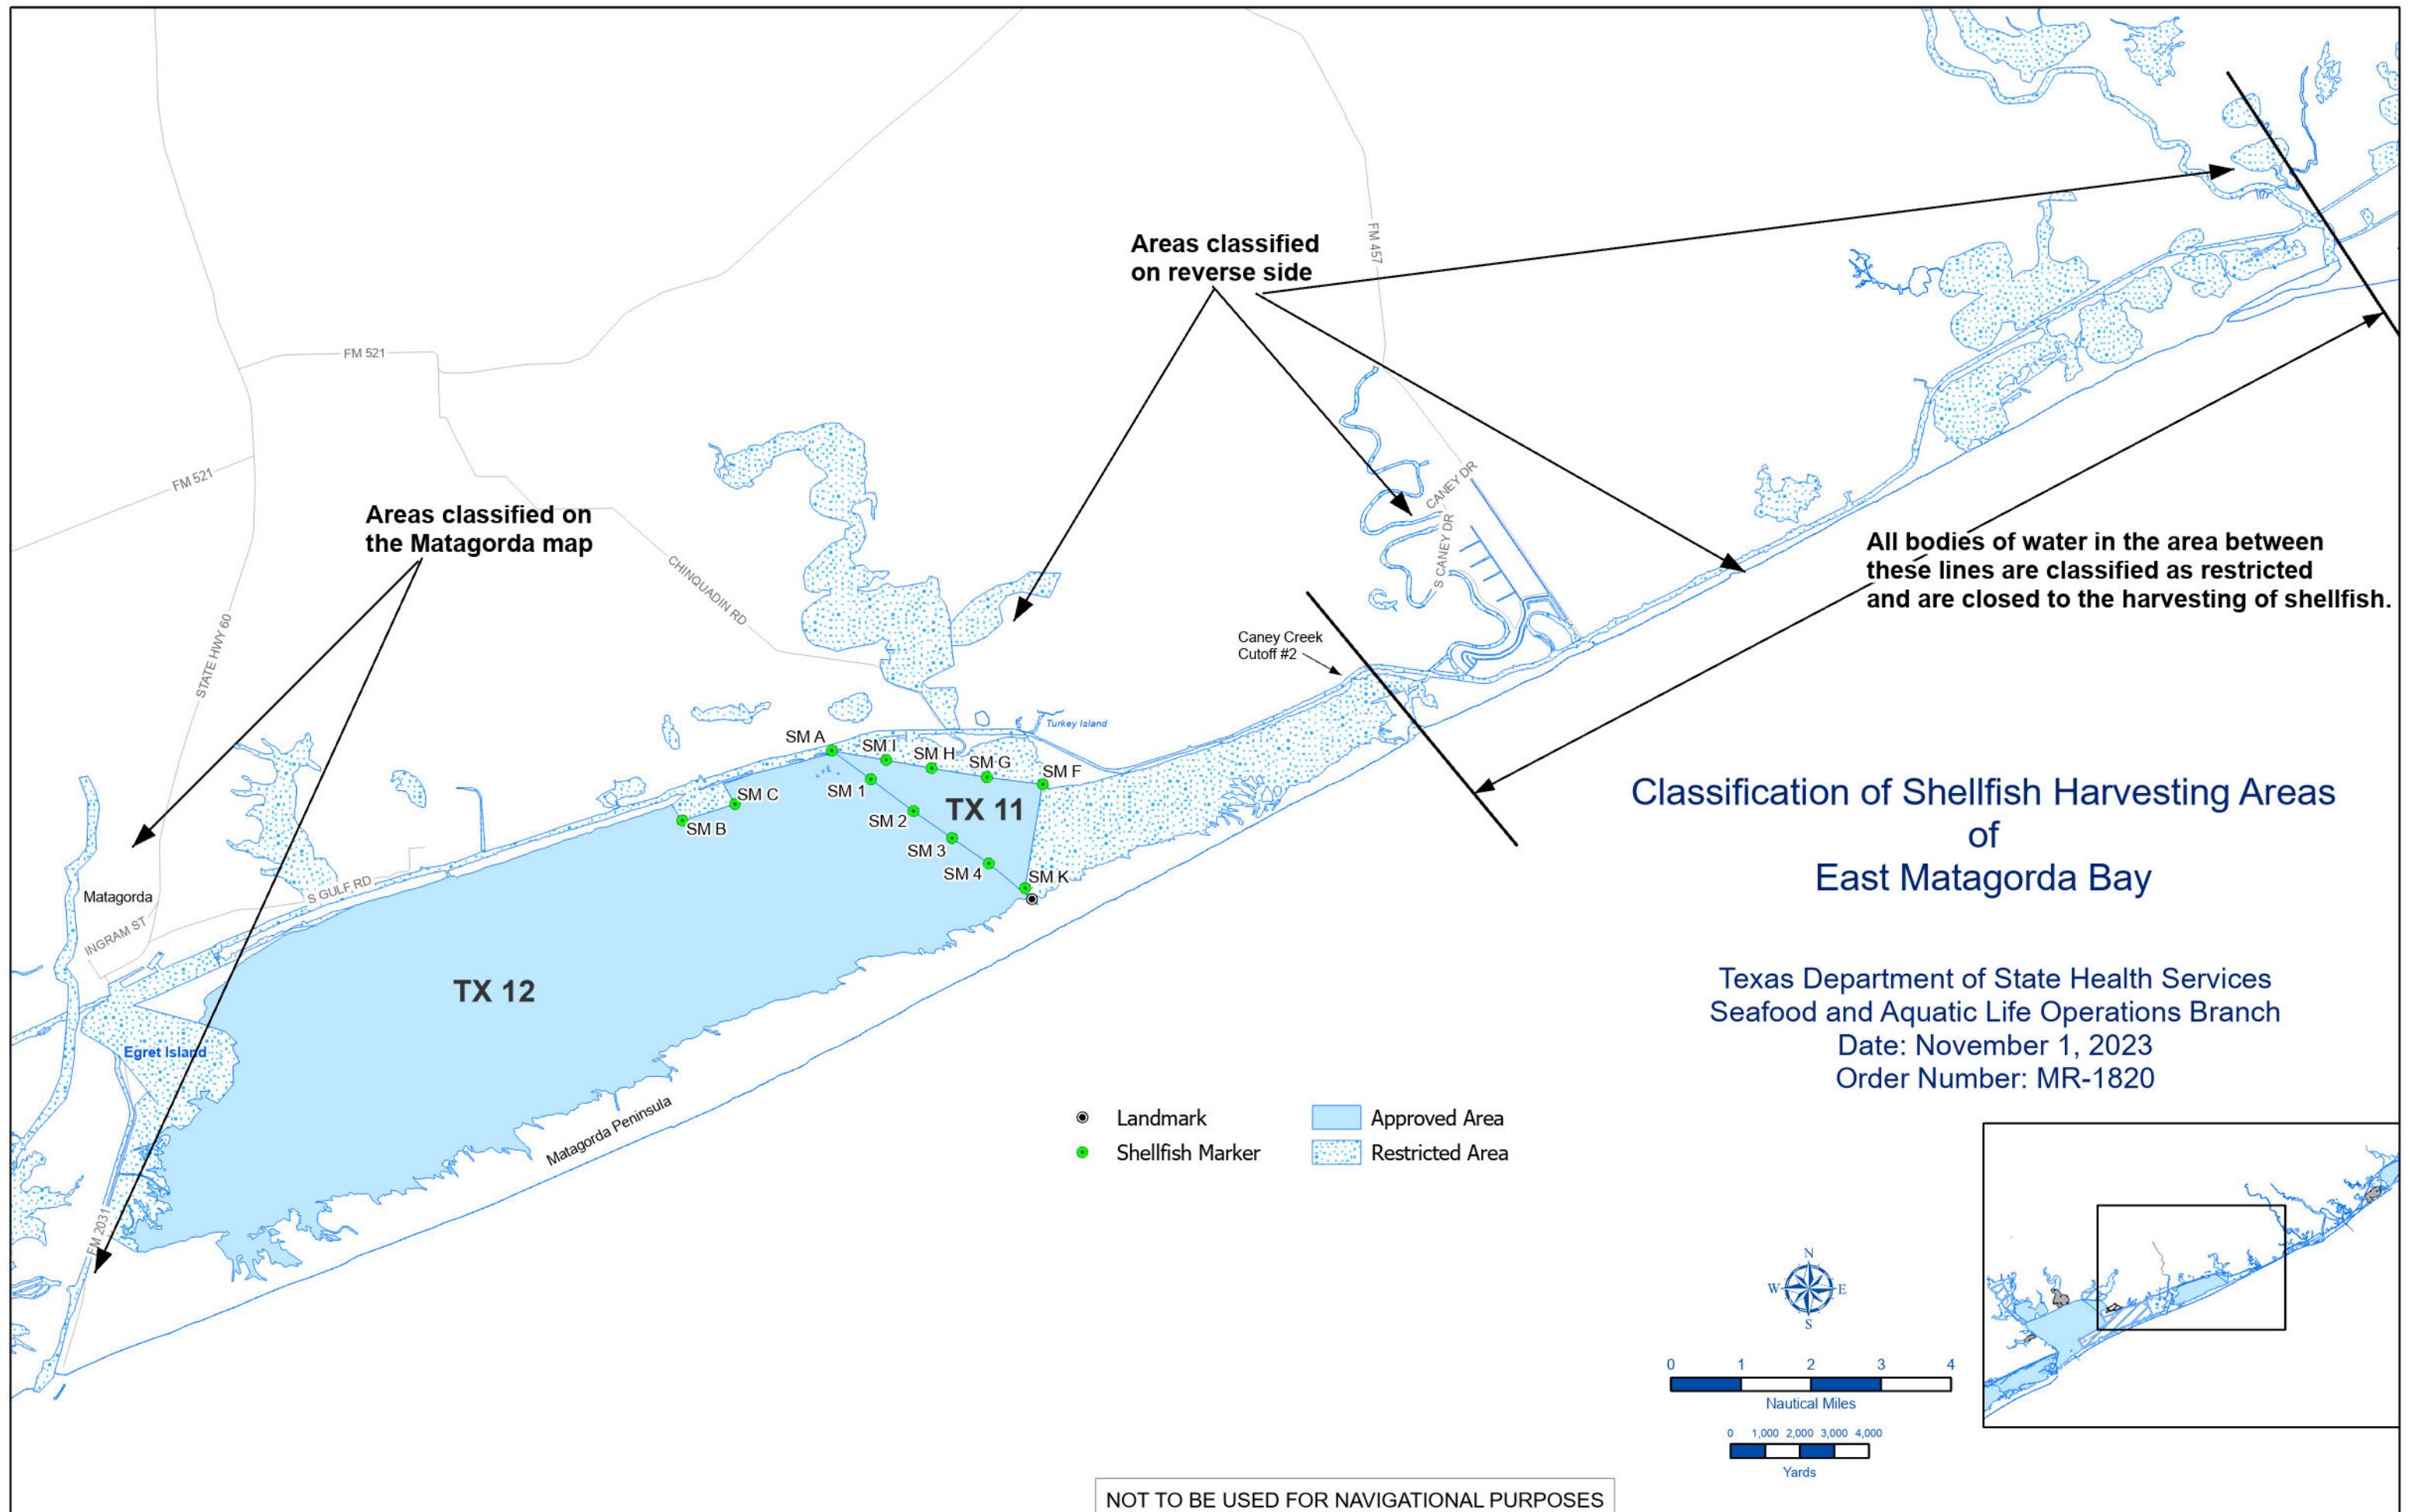 Areas classified
on reverse side
FM 457
FM 521
FM 521
Areas classified on
the Matagorda map
CHINQUADIN RD
CANEY DR
S CANEY DR
All bodies of water in the area between
these lines are classified as restricted
and are closed to the harvesting of shellfish.
STATE HWY 60
Caney Creek
Cutoff #2
Turkey Island
SM A
SM I
SM H
SM G
SM F
SM 1
SM C
SM B
SM 2
TX 11
SM 3
SM 4
SM K
Classification of Shellfish Harvesting Areas
of
East Matagorda Bay
S GULF RD
Matagorda
INGRAM ST
TX 12
Egret Island
Texas Department of State Health Services
Seafood and Aquatic Life Operations Branch
Date: November 1, 2023
Order Number: MR-1820
Matagorda Peninsula
FM 2031
Landmark
Approved Area
Shellfish Marker
Restricted Area
N
W
E
S
0 1 2 3 4
Nautical Miles
0 1,000 2,000 3,000 4,000
Yards
NOT TO BE USED FOR NAVIGATIONAL PURPOSES